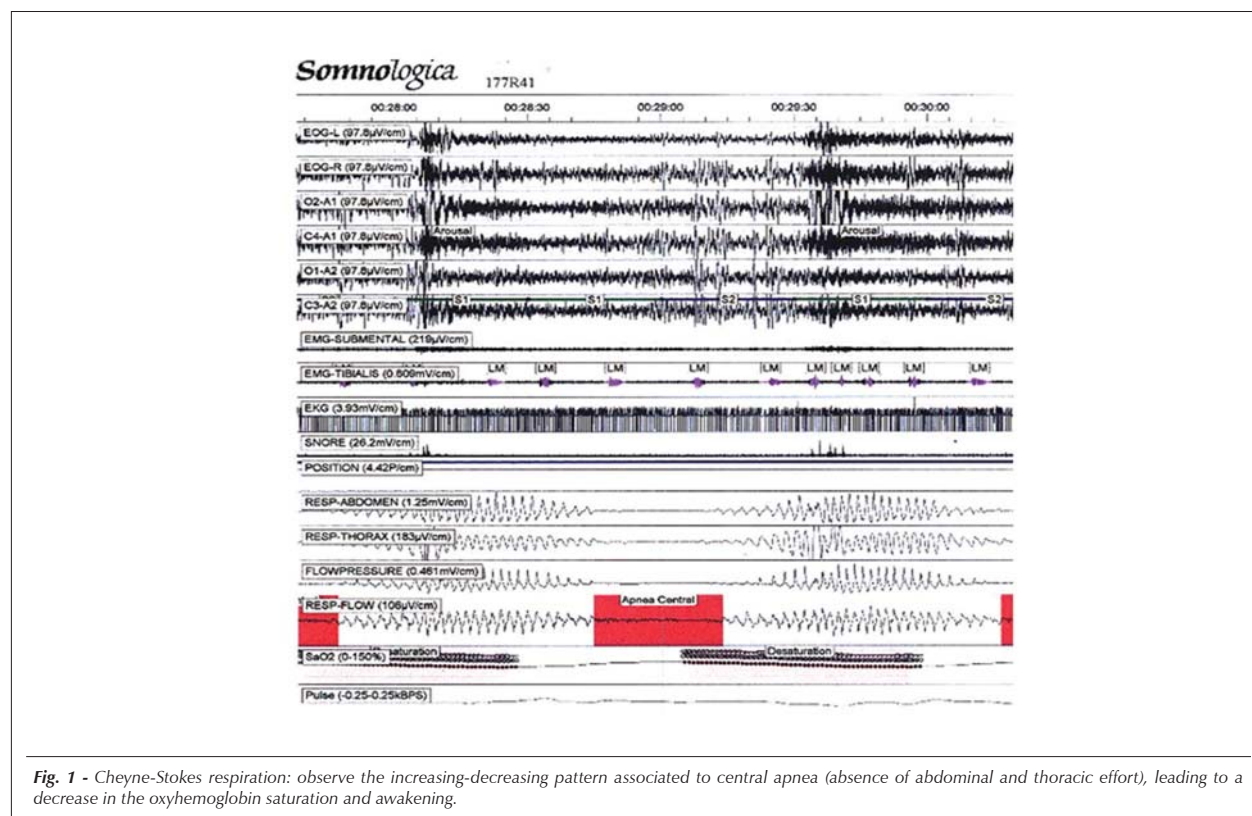 Somnologica 177R41
00:28:00 00:28:30 00:29:00 00:29:30 00:30:00
EOG-L (97.8µV/cm)
EOG-R (97.8µV/cm)
O2-A1 (97.8µV/cm)
Arousal Arousal
C4-A1 (97.8µV/cm)
O1-A2 (97.8µV/cm)
S1 S1 S2 S1 S2
C3-A2 (97.8µV/cm)
EMG-SUBMENTAL (219µV/cm)
LM LM LM LM LM LM LM LM LM LM
EMG-TIBIALIS (0.809mV/cm)
EKG (3.93mV/cm)
SNORE (26.2mV/cm)
POSITION (4.42P/cm)
RESP-ABDOMEN (1.25mV/cm)
RESP-THORAX (183µV/cm)
FLOWPRESSURE (0.461mV/cm)
Apnea Central
RESP-FLOW (106µV/cm)
saturation Desaturation
SaO2 (0-150%)
Pulse (-0.25-0.25kBPS)
Fig. 1 - Cheyne-Stokes respiration: observe the increasing-decreasing pattern associated to central apnea (absence of abdominal and thoracic effort), leading to a
decrease in the oxyhemoglobin saturation and awakening.